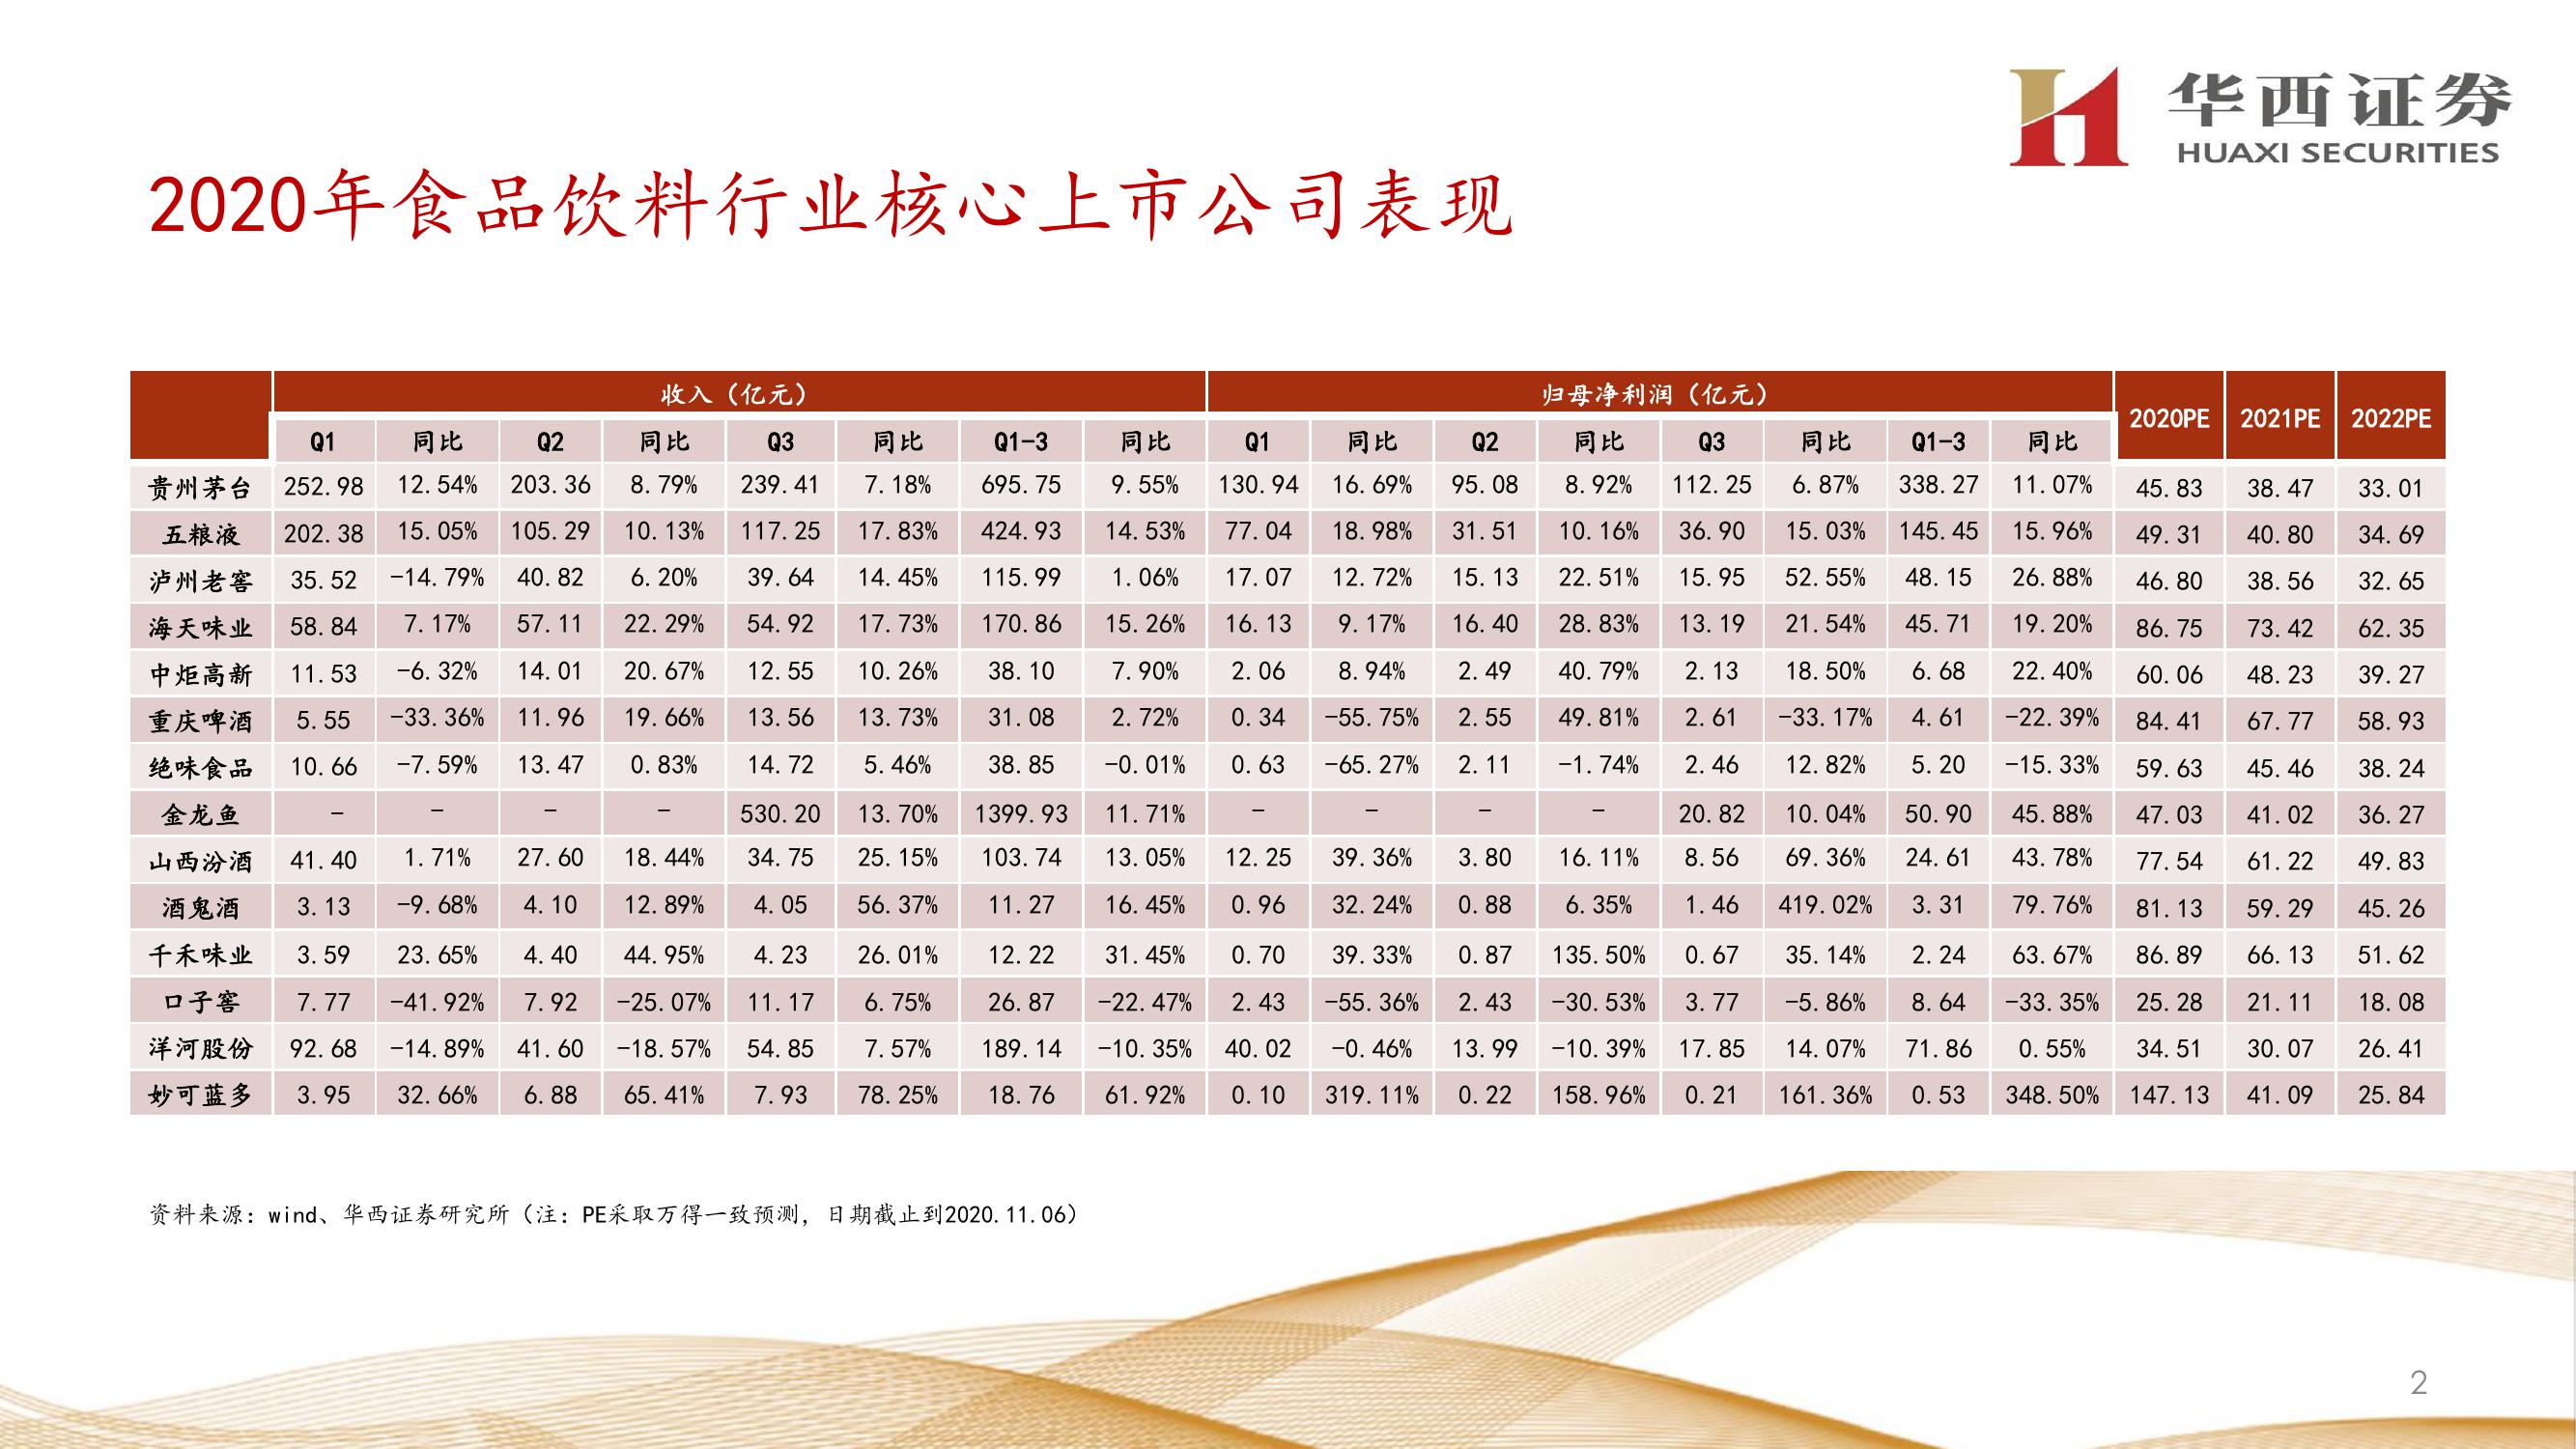 华西证券
HUAXI SECURITIES
2020年食品饮料行业核心上市公司表现
收入（亿元） 归母净利润（亿元） 2020PE 2021PE 2022PE
Q1 同比 Q2 同比 Q3 同比 Q1-3 同比 Q1 同比 Q2 同比 Q3 同比 Q1-3 同比
贵州茅台 252.98 12.54% 203.36 8.79% 239.41 7.18% 695.75 9.55% 130.94 16.69% 95.08 8.92% 112.25 6.87% 338.27 11.07% 45.83 38.47 33.01
五粮液 202.38 15.05% 105.29 10.13% 117.25 17.83% 424.93 14.53% 77.04 18.98% 31.51 10.16% 36.90 15.03% 145.45 15.96% 49.31 40.80 34.69
泸州老窖 35.52 -14.79% 40.82 6.20% 39.64 14.45% 115.99 1.06% 17.07 12.72% 15.13 22.51% 15.95 52.55% 48.15 26.88% 46.80 38.56 32.65
海天味业 58.84 7.17% 57.11 22.29% 54.92 17.73% 170.86 15.26% 16.13 9.17% 16.40 28.83% 13.19 21.54% 45.71 19.20% 86.75 73.42 62.35
中炬高新 11.53 -6.32% 14.01 20.67% 12.55 10.26% 38.10 7.90% 2.06 8.94% 2.49 40.79% 2.13 18.50% 6.68 22.40% 60.06 48.23 39.27
重庆啤酒 5.55 -33.36% 11.96 19.66% 13.56 13.73% 31.08 2.72% 0.34 -55.75% 2.55 49.81% 2.61 -33.17% 4.61 -22.39% 84.41 67.77 58.93
绝味食品 10.66 -7.59% 13.47 0.83% 14.72 5.46% 38.85 -0.01% 0.63 -65.27% 2.11 -1.74% 2.46 12.82% 5.20 -15.33% 59.63 45.46 38.24
金龙鱼 - - - - 530.20 13.70% 1399.93 11.71% - - - - 20.82 10.04% 50.90 45.88% 47.03 41.02 36.27
山西汾酒 41.40 1.71% 27.60 18.44% 34.75 25.15% 103.74 13.05% 12.25 39.36% 3.80 16.11% 8.56 69.36% 24.61 43.78% 77.54 61.22 49.83
酒鬼酒 3.13 -9.68% 4.10 12.89% 4.05 56.37% 11.27 16.45% 0.96 32.24% 0.88 6.35% 1.46 419.02% 3.31 79.76% 81.13 59.29 45.26
千禾味业 3.59 23.65% 4.40 44.95% 4.23 26.01% 12.22 31.45% 0.70 39.33% 0.87 135.50% 0.67 35.14% 2.24 63.67% 86.89 66.13 51.62
口子窖 7.77 -41.92% 7.92 -25.07% 11.17 6.75% 26.87 -22.47% 2.43 -55.36% 2.43 -30.53% 3.77 -5.86% 8.64 -33.35% 25.28 21.11 18.08
洋河股份 92.68 -14.89% 41.60 -18.57% 54.85 7.57% 189.14 -10.35% 40.02 -0.46% 13.99 -10.39% 17.85 14.07% 71.86 0.55% 34.51 30.07 26.41
妙可蓝多 3.95 32.66% 6.88 65.41% 7.93 78.25% 18.76 61.92% 0.10 319.11% 0.22 158.96% 0.21 161.36% 0.53 348.50% 147.13 41.09 25.84
资料来源：wind、华西证券研究所（注：PE采取万得一致预测，日期截止到2020.11.06）
2